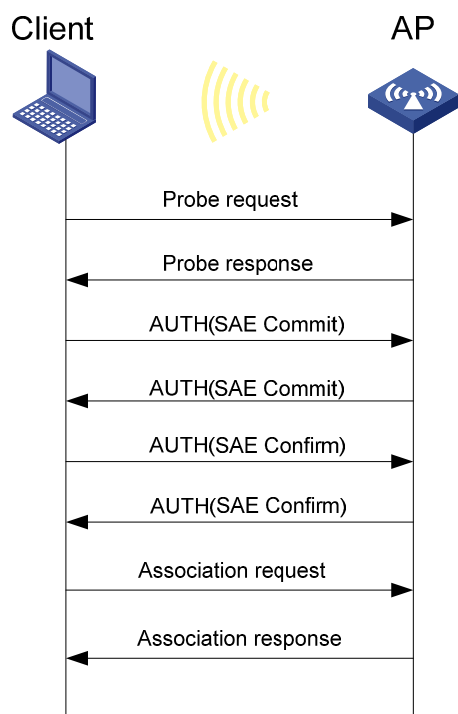 Client
AP
Probe request
Probe response
AUTH(SAE Commit)
AUTH(SAE Commit)
AUTH(SAE Confirm)
AUTH(SAE Confirm)
Association request
Association response